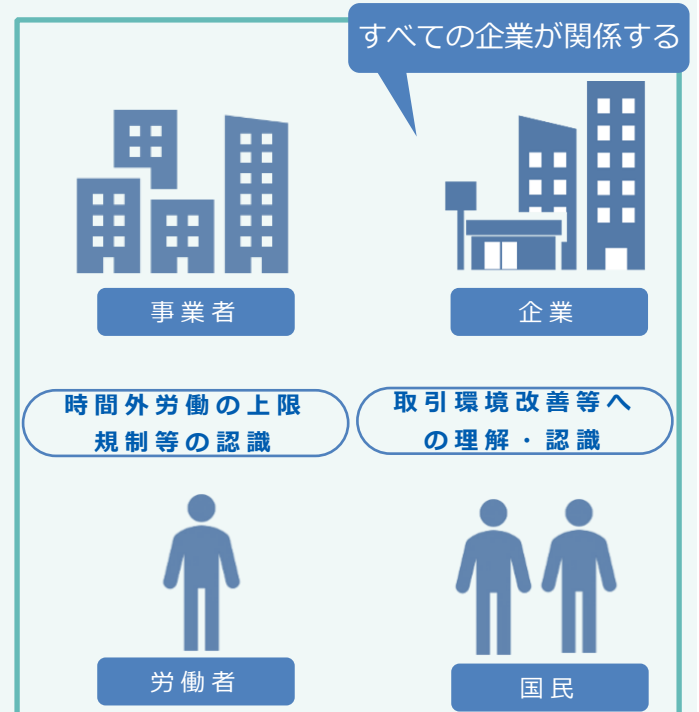 すべての企業が関係する
事業者
企業
時間外労働の上限
規制等の認識
取引環境改善等へ
の理解・認識
労働者
国民